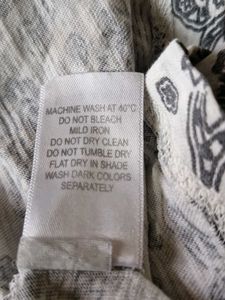 MACHINE WASH AT 40°C
DO NOT BLEACH
MILD IRON
DO NOT DRY CLEAN
DO NOT TUMBLE DRY
FLAT DRY IN SHADE
WASH DARK COLORS
SEPARATELY